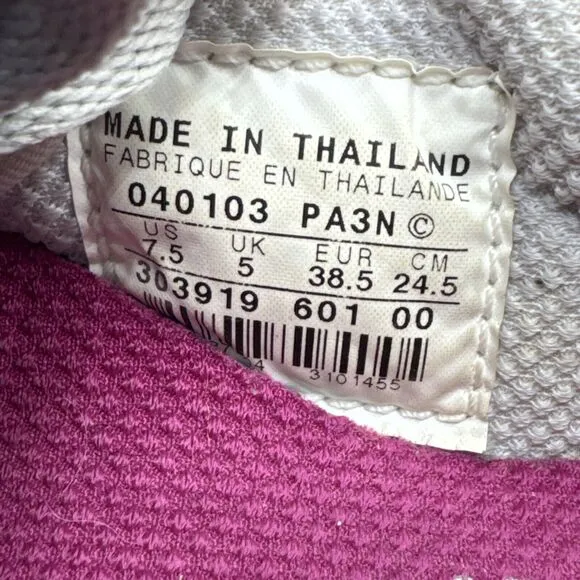 MADE IN THAILAND
FABRIQUE EN THAILANDE
040103 PA3N ©
US UK EUR CM
7.5 5 38.5 24.5
303919 601 00
3101455